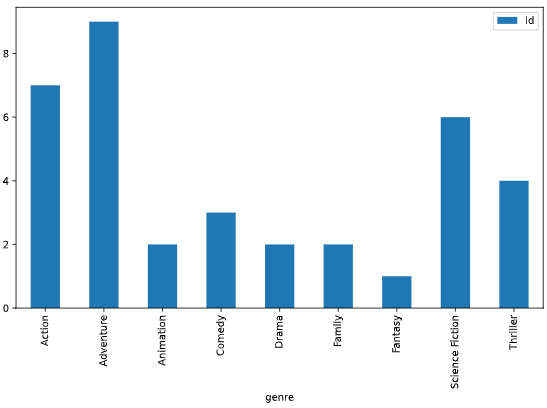 id
8
6
4
2
0
Action
Adventure
Animation
Comedy
Drama
Family
Fantasy
Science Fiction
Thriller
genre